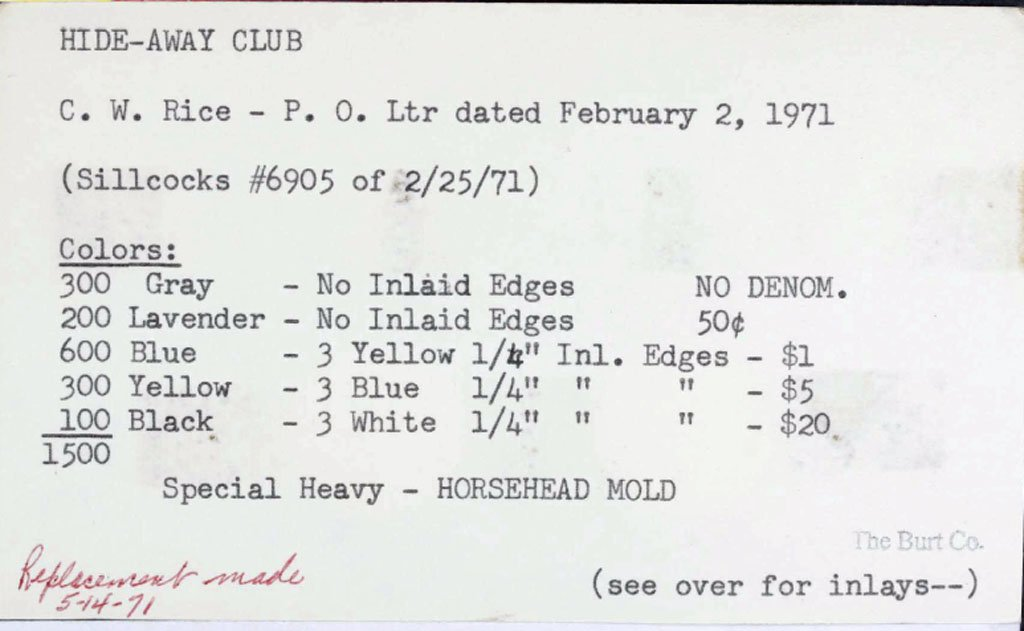 HIDE-AWAY CLUB
C. W. Rice - P. O. Ltr dated February 2, 1971
(Sillcocks #6905 of 2/25/71)
Colors:
300 Gray - No Inlaid Edges NO DENOM.
200 Lavender - No Inlaid Edges 50¢
600 Blue - 3 Yellow 1/4" Inl. Edges - $1
300 Yellow - 3 Blue 1/4" " " - $5
100 Black - 3 White 1/4" " " - $20
1500
Special Heavy - HORSEHEAD MOLD
The Burt Co.
Replacement made
5-14-71
(see over for inlays--)